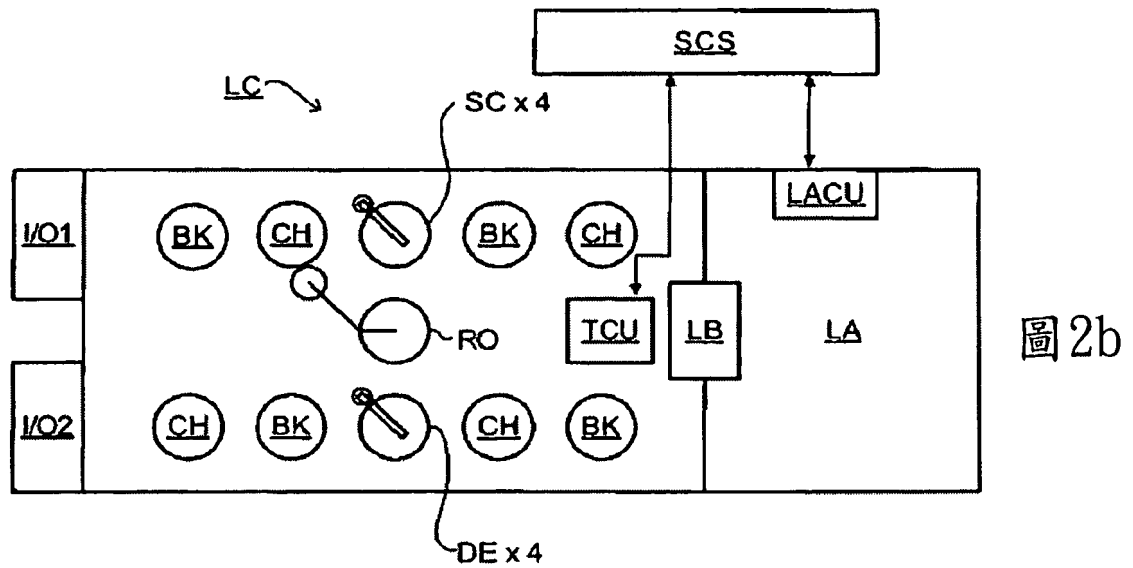 SCS
LC
SC x 4
LACU
I/O1
BK
CH
BK
CH
RO
TCU
LB
LA
圖2b
I/O2
CH
BK
CH
BK
DE x 4